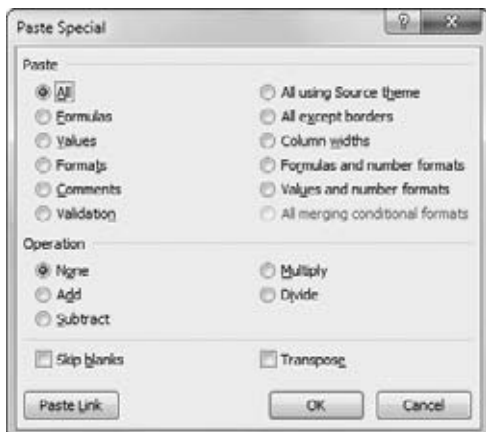 Paste Special
Paste
All
All using Source theme
Formulas
All except borders
Values
Column widths
Formats
Formulas and number formats
Comments
Values and number formats
Validation
All merging conditional formats
Operation
None
Multiply
Add
Divide
Subtract
Skip blanks
Transpose
Paste Link
OK
Cancel